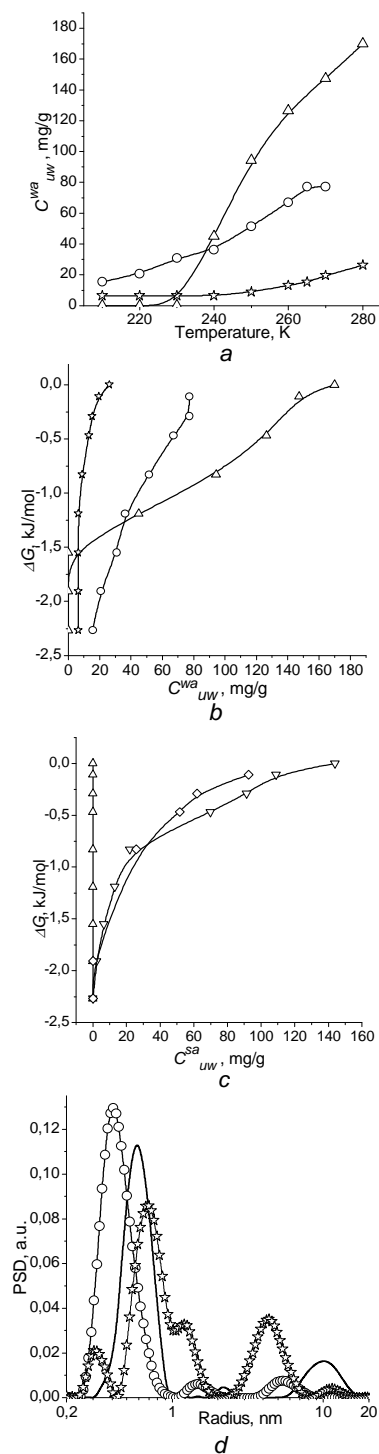 180
160
140
120
100
80
60
40
20
0
C^wa_uw, mg/g
220 240 260 280
Temperature, K
a
0,0
-0,5
-1,0
-1,5
-2,0
-2,5
ΔG, kJ/mol
0 20 40 60 80 100 120 140 160 180
C^wa_uw, mg/g
b
0,0
-0,5
-1,0
-1,5
-2,0
-2,5
ΔG, kJ/mol
0 20 40 60 80 100 120 140 160
C^sa_uw, mg/g
c
0,12
0,10
0,08
0,06
0,04
0,02
0,00
PSD, a.u.
0,2 1 10 20
Radius, nm
d